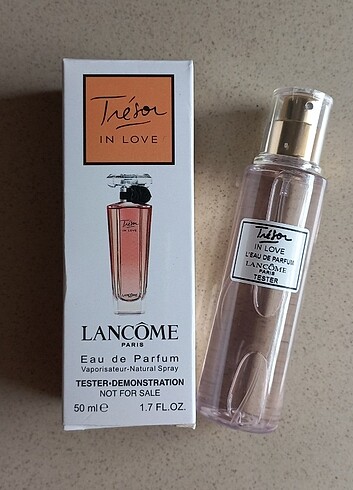 Trésor
IN LOVE
LANCÔME
PARIS
Eau de Parfum
Vaporisateur-Natural Spray
TESTER•DEMONSTRATION
NOT FOR SALE
50 ml ℮ 1.7 FL.OZ.
Trésor
IN LOVE
L'EAU DE PARFUM
LANCÔME
PARIS
TESTER